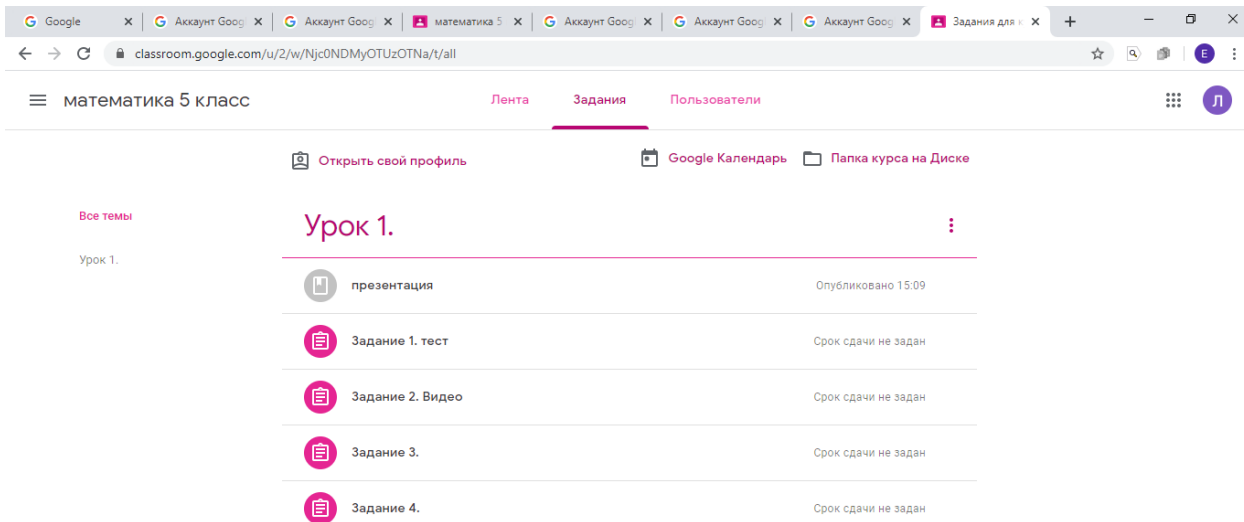 Google
Аккаунт Goog
Аккаунт Goog
математика 5
Аккаунт Goog
Аккаунт Goog
Аккаунт Goog
Задания для
classroom.google.com/u/2/w/Njc0NDMyOTUzOTNa/t/all
E
математика 5 класс
Лента
Задания
Пользователи
Л
Открыть свой профиль
Google Календарь
Папка курса на Диске
Все темы
Урок 1.
Урок 1.
презентация
Опубликовано 15:09
Задание 1. тест
Срок сдачи не задан
Задание 2. Видео
Срок сдачи не задан
Задание 3.
Срок сдачи не задан
Задание 4.
Срок сдачи не задан